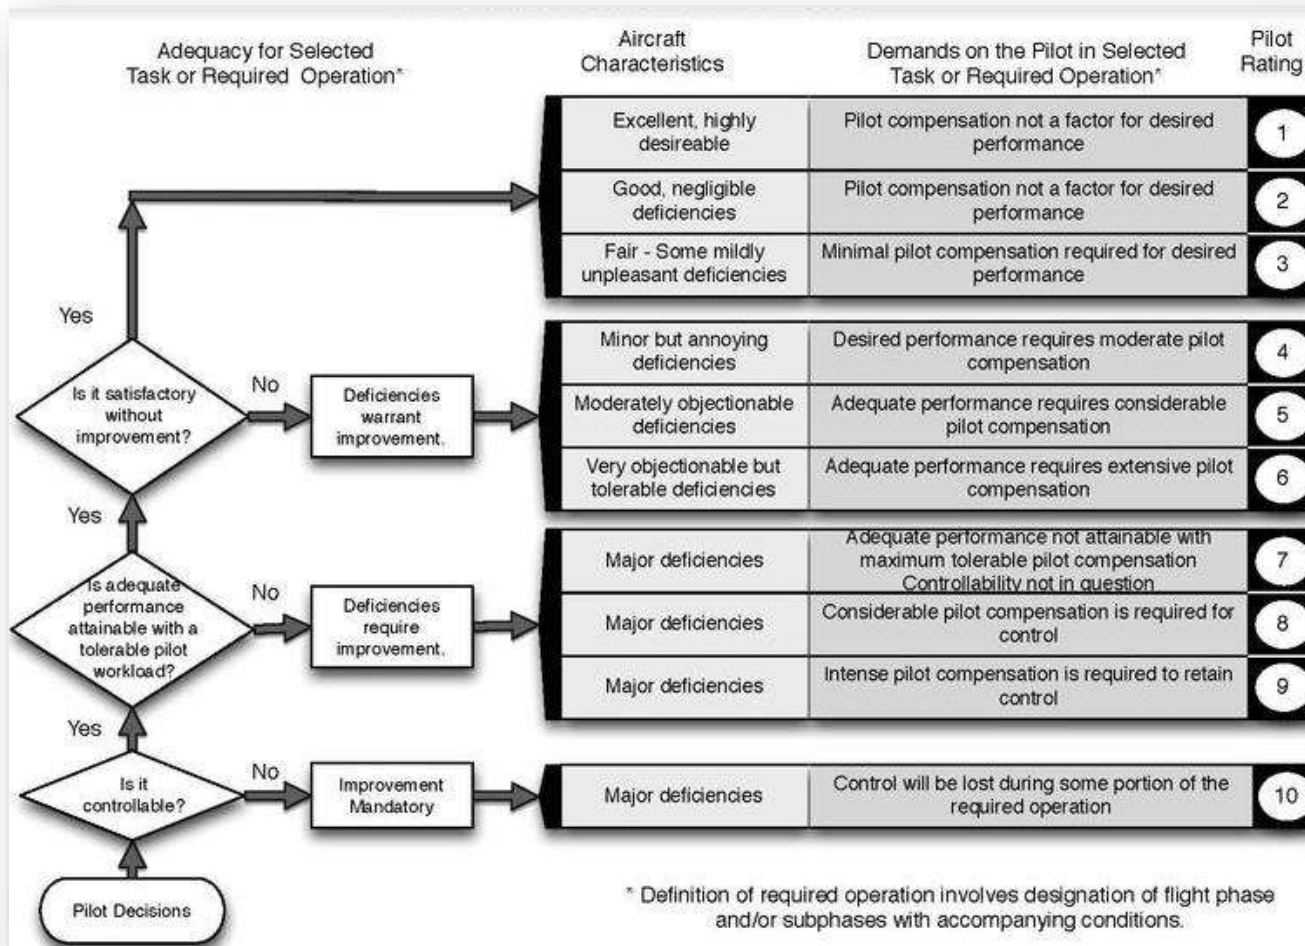 Adequacy for Selected
Task or Required Operation*
Aircraft
Characteristics
Demands on the Pilot in Selected
Task or Required Operation*
Pilot
Rating
Excellent, highly
desireable
Pilot compensation not a factor for desired
performance
1
Good, negligible
deficiencies
Pilot compensation not a factor for desired
performance
2
Fair - Some mildly
unpleasant deficiencies
Minimal pilot compensation required for desired
performance
3
Yes
Is it satisfactory
without
improvement?
No
Deficiencies
warrant
improvement.
Minor but annoying
deficiencies
Desired performance requires moderate pilot
compensation
4
Moderately objectionable
deficiencies
Adequate performance requires considerable
pilot compensation
5
Very objectionable but
tolerable deficiencies
Adequate performance requires extensive pilot
compensation
6
Yes
Is adequate
performance
attainable with a
tolerable pilot
workload?
No
Deficiencies
require
improvement.
Major deficiencies
Adequate performance not attainable with
maximum tolerable pilot compensation
Controllability not in question
7
Major deficiencies
Considerable pilot compensation is required for
control
8
Major deficiencies
Intense pilot compensation is required to retain
control
9
Yes
Is it
controllable?
No
Improvement
Mandatory
Major deficiencies
Control will be lost during some portion of the
required operation
10
Pilot Decisions
* Definition of required operation involves designation of flight phase
and/or subphases with accompanying conditions.